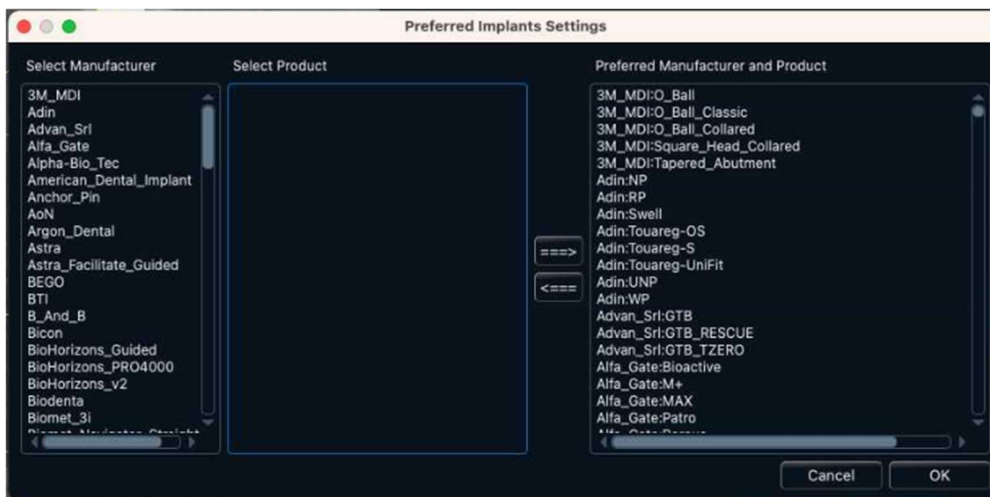 Preferred Implants Settings
Select Manufacturer
Select Product
Preferred Manufacturer and Product
3M_MDI
Adin
Advan_Srl
Alfa_Gate
Alpha-Bio_Tec
American_Dental_Implant
Anchor_Pin
AoN
Argon_Dental
Astra
Astra_Facilitate_Guided
BEGO
BTI
B_And_B
Bicon
BioHorizons_Guided
BioHorizons_PRO4000
BioHorizons_v2
Biodenta
Biomet_3i
===>
<===
3M_MDI:O_Ball
3M_MDI:O_Ball_Classic
3M_MDI:O_Ball_Collared
3M_MDI:Square_Head_Collared
3M_MDI:Tapered_Abutment
Adin:NP
Adin:RP
Adin:Swell
Adin:Touareg-OS
Adin:Touareg-S
Adin:Touareg-UniFit
Adin:UNP
Adin:WP
Advan_Srl:GTB
Advan_Srl:GTB_RESCUE
Advan_Srl:GTB_TZERO
Alfa_Gate:Bioactive
Alfa_Gate:M+
Alfa_Gate:MAX
Alfa_Gate:Patro
Cancel
OK